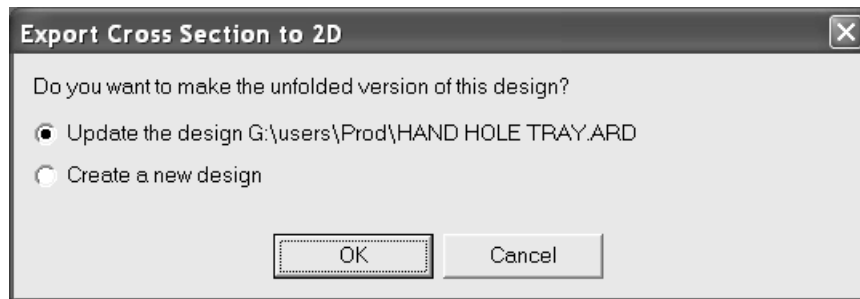 Export Cross Section to 2D
Do you want to make the unfolded version of this design?
Update the design G:\users\Prod\HAND HOLE TRAY.ARD
Create a new design
OK Cancel